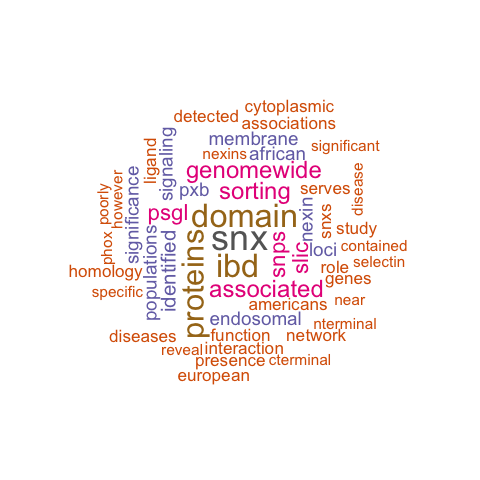 cytoplasmic
detected
associations
membrane
significant
nexins
african
ligand
signaling
genomewide
disease
poorly
however
significance
pxb
sorting
serves
snxs
nexin
psgl
domain
study
phox
populations
identified
proteins
snx
snps
slic
loci
contained
homology
ibd
role
selectin
genes
specific
associated
near
americans
endosomal
nterminal
diseases
function
network
reveal
interaction
presence
cterminal
european